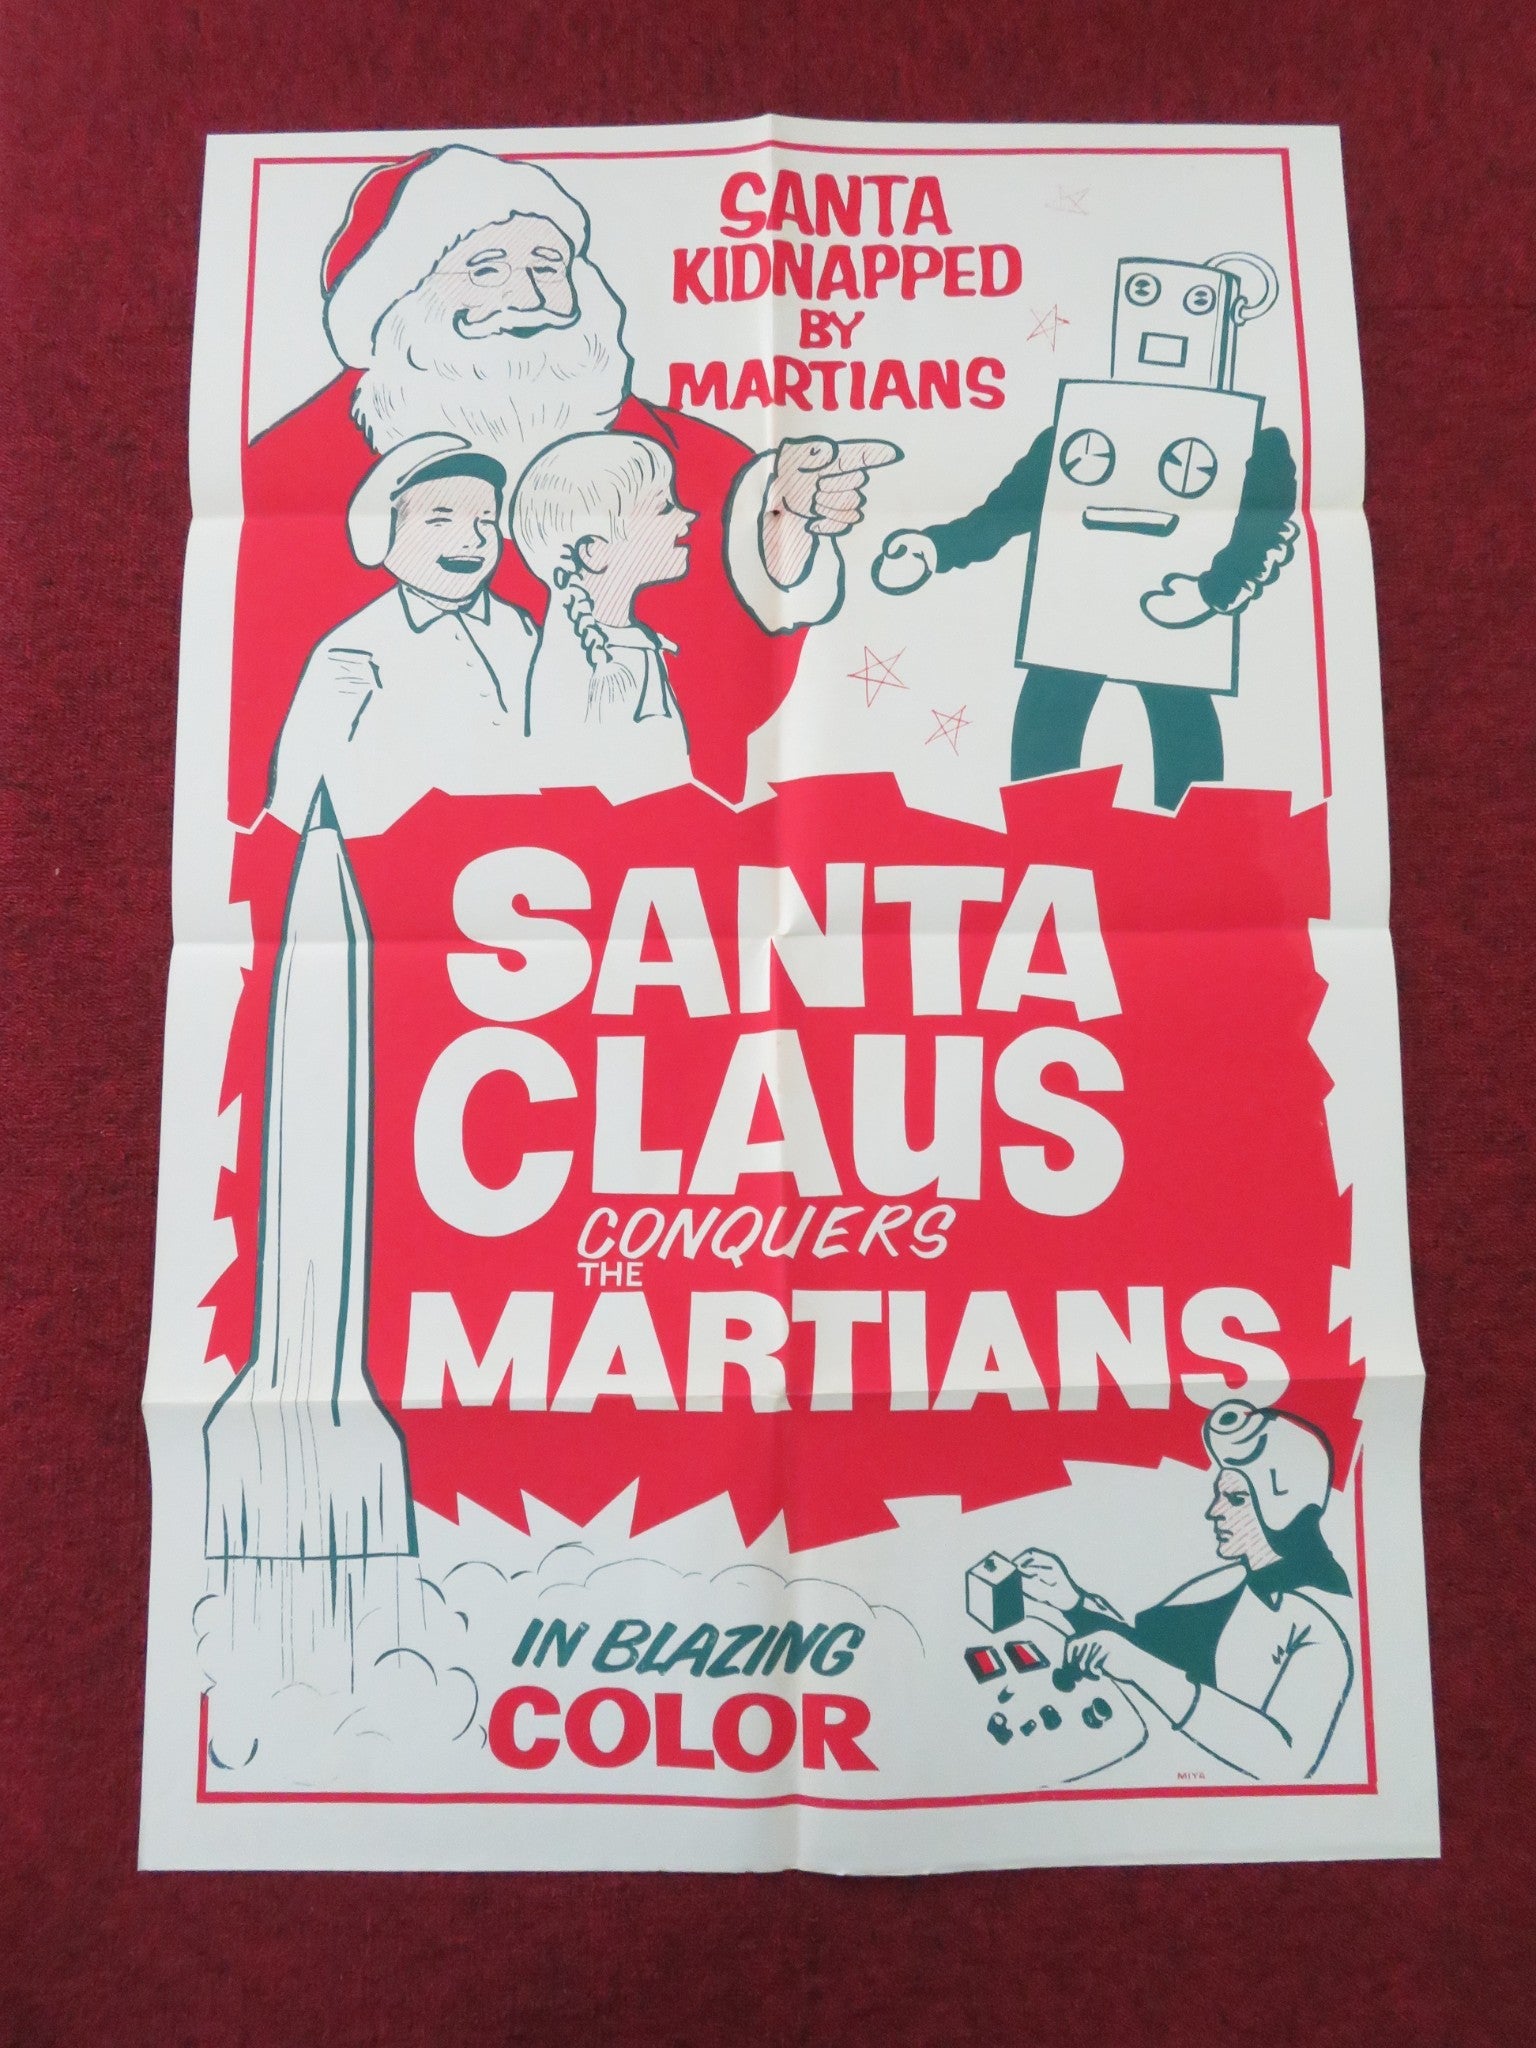 SANTA
KIDNAPPED
BY
MARTIANS
SANTA
CLAUS
CONQUERS
THE
MARTIANS
L
IN BLAZING
COLOR
MIYA